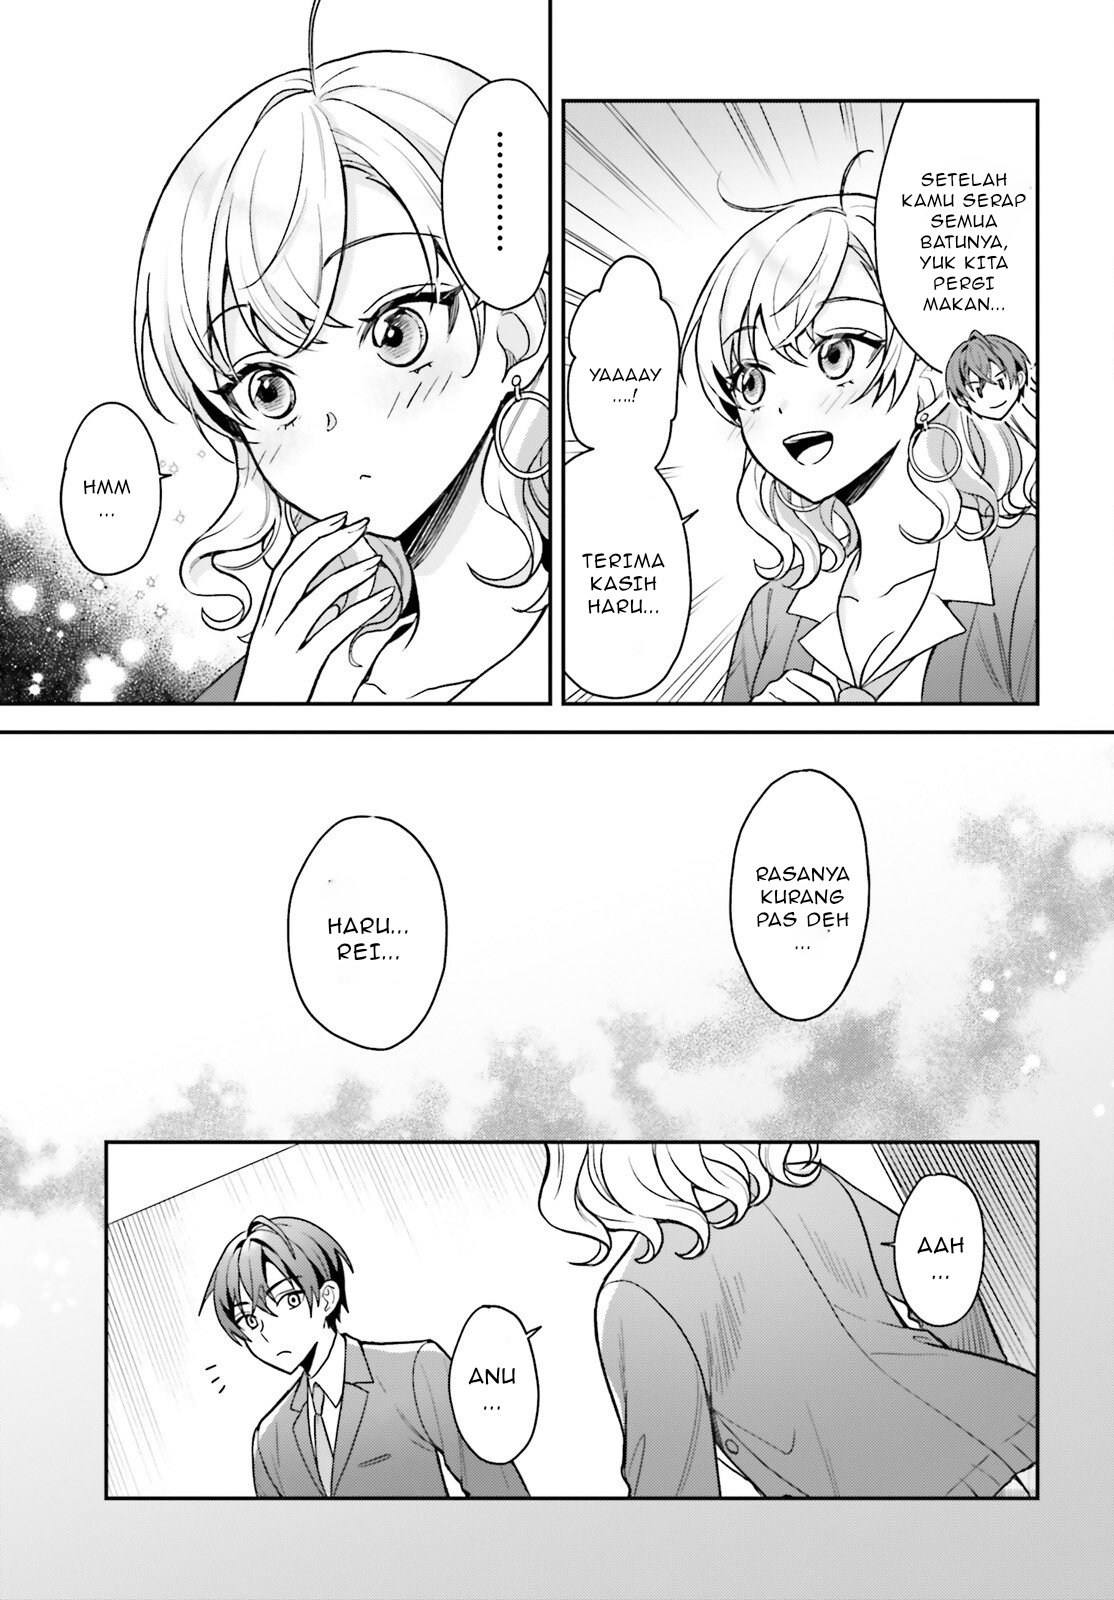 SETELAH
KAMU SERAP
SEMUA
BATUNYA,
YUK KITA
PERGI
MAKAN...
YAAAAY
....!
TERIMA
KASIH
HARU...
.........
HMM
...
RASANYA
KURANG
PAS DEH
...
HARU...
REI...
AAH
...
ANU
...